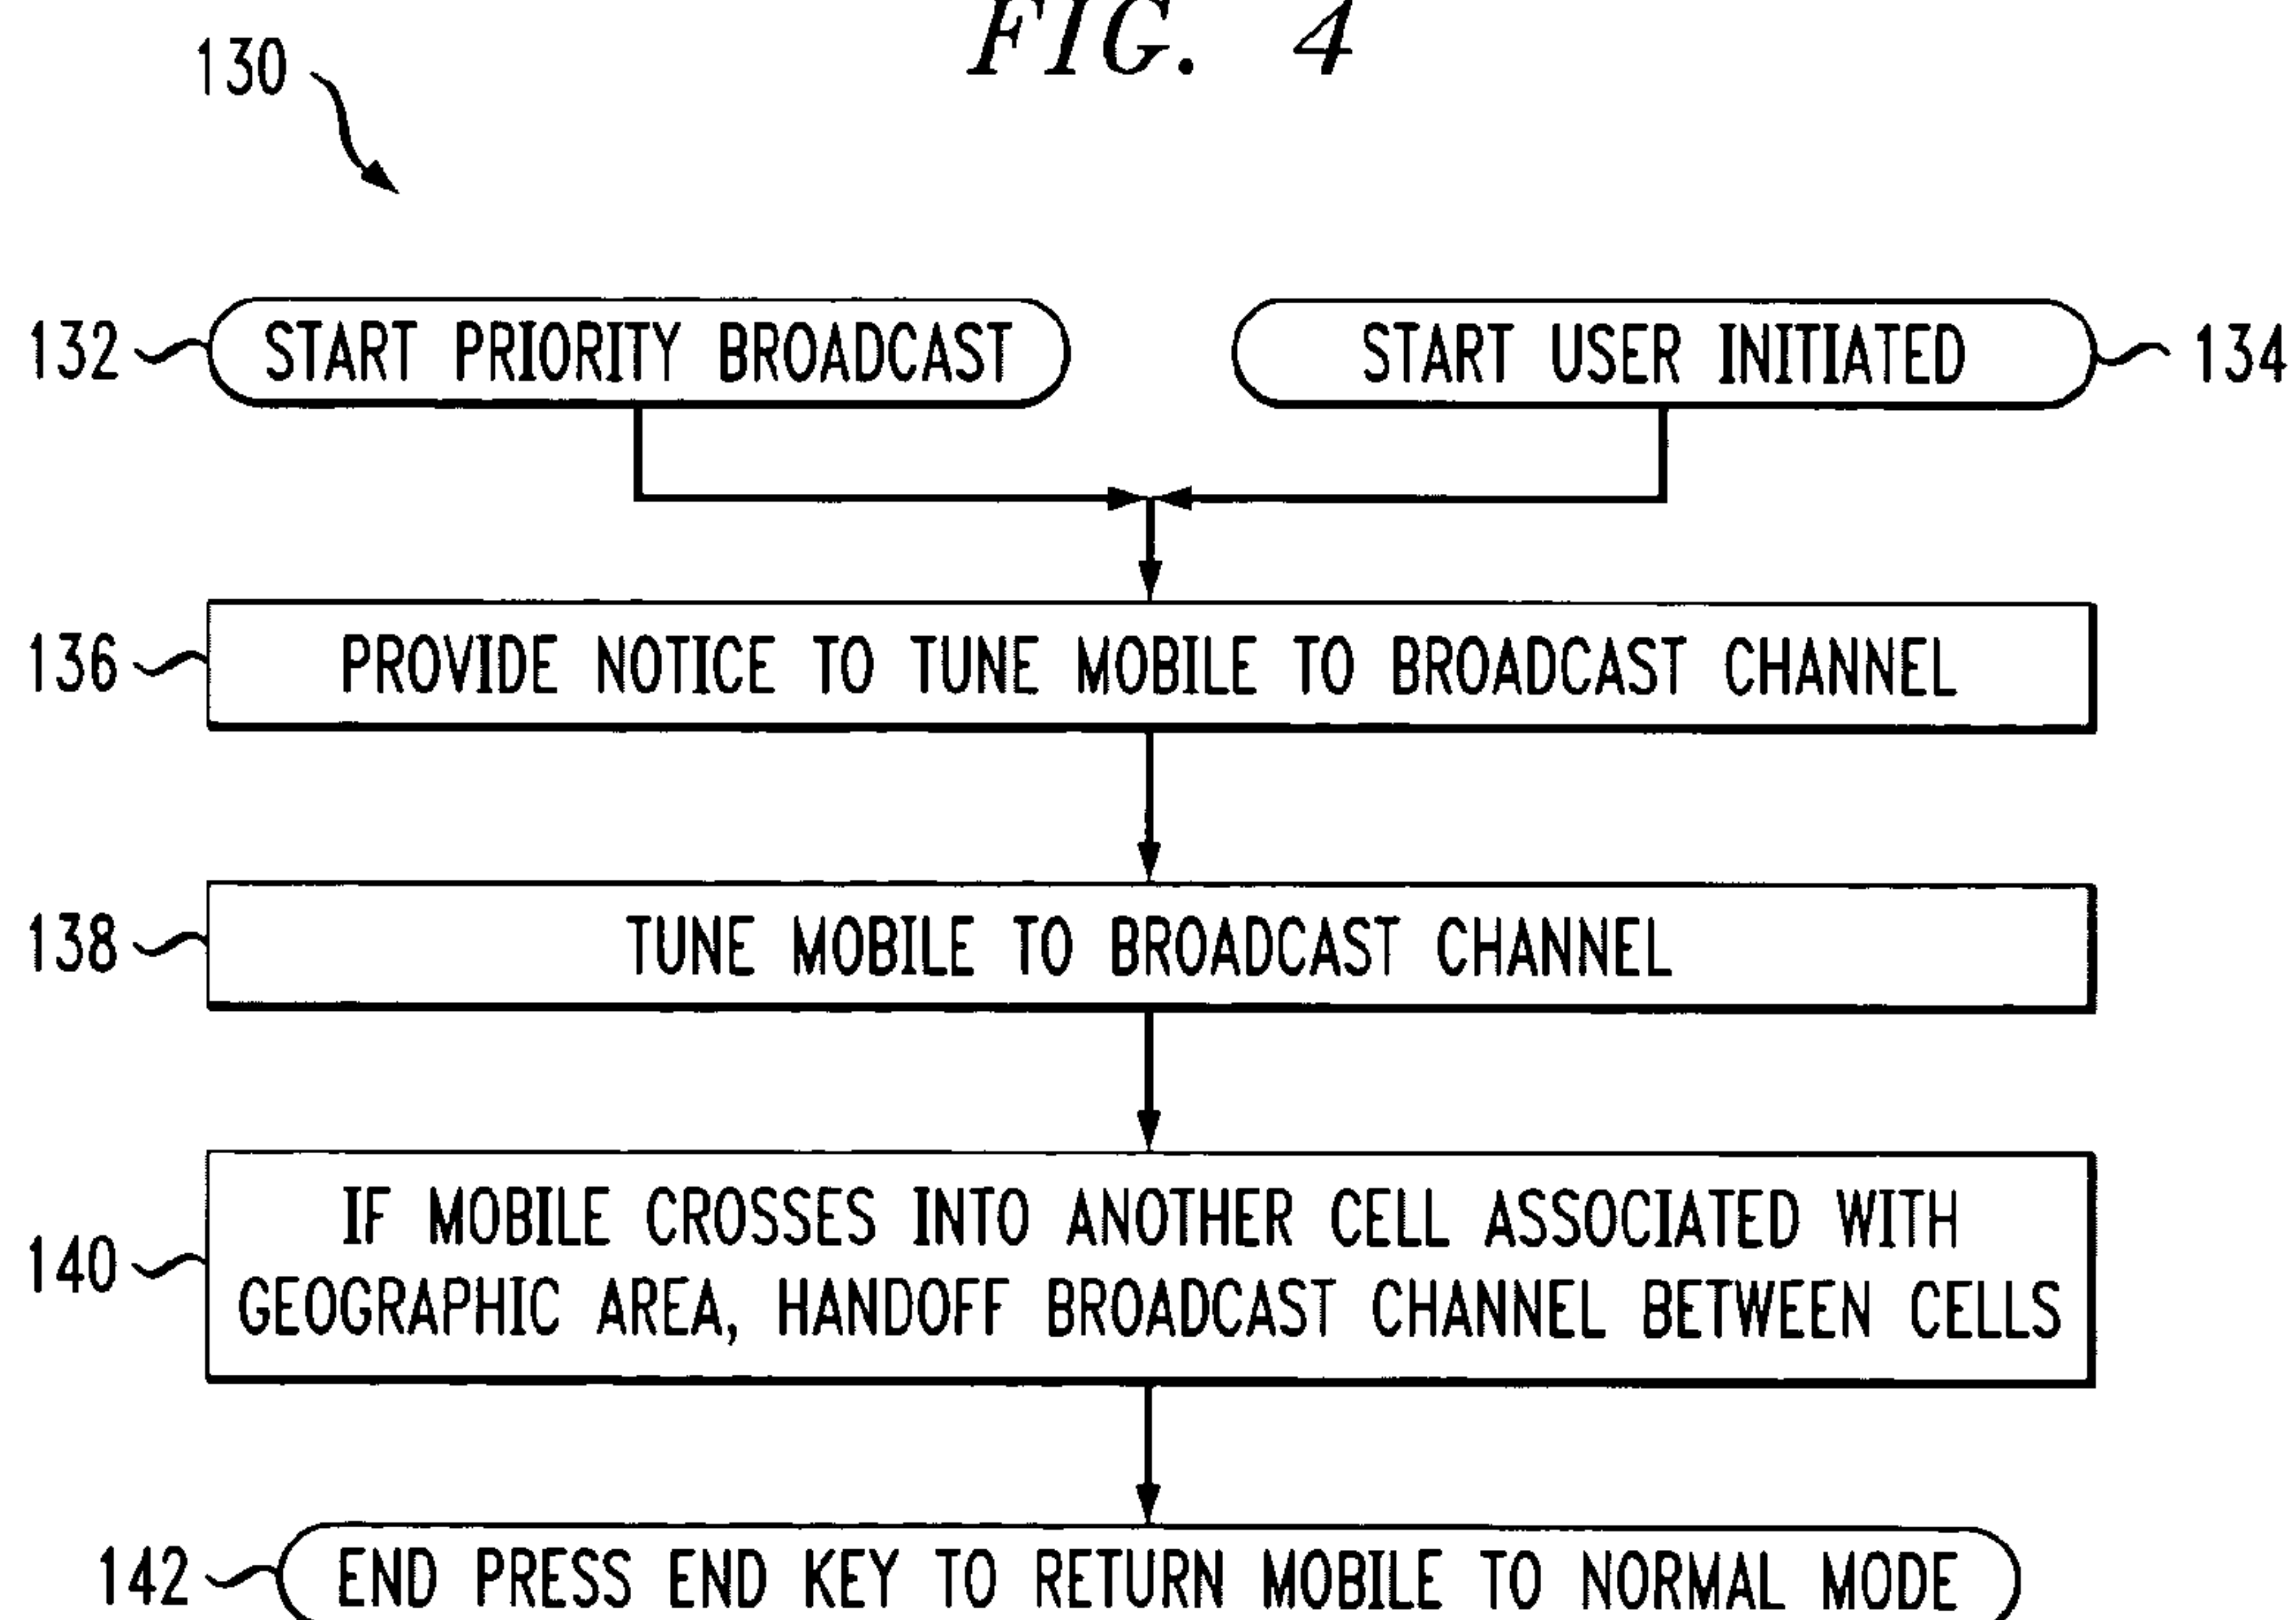 FIG. 4
130
132
START PRIORITY BROADCAST
START USER INITIATED
134
136
PROVIDE NOTICE TO TUNE MOBILE TO BROADCAST CHANNEL
138
TUNE MOBILE TO BROADCAST CHANNEL
140
IF MOBILE CROSSES INTO ANOTHER CELL ASSOCIATED WITH
GEOGRAPHIC AREA, HANDOFF BROADCAST CHANNEL BETWEEN CELLS
142
END PRESS END KEY TO RETURN MOBILE TO NORMAL MODE